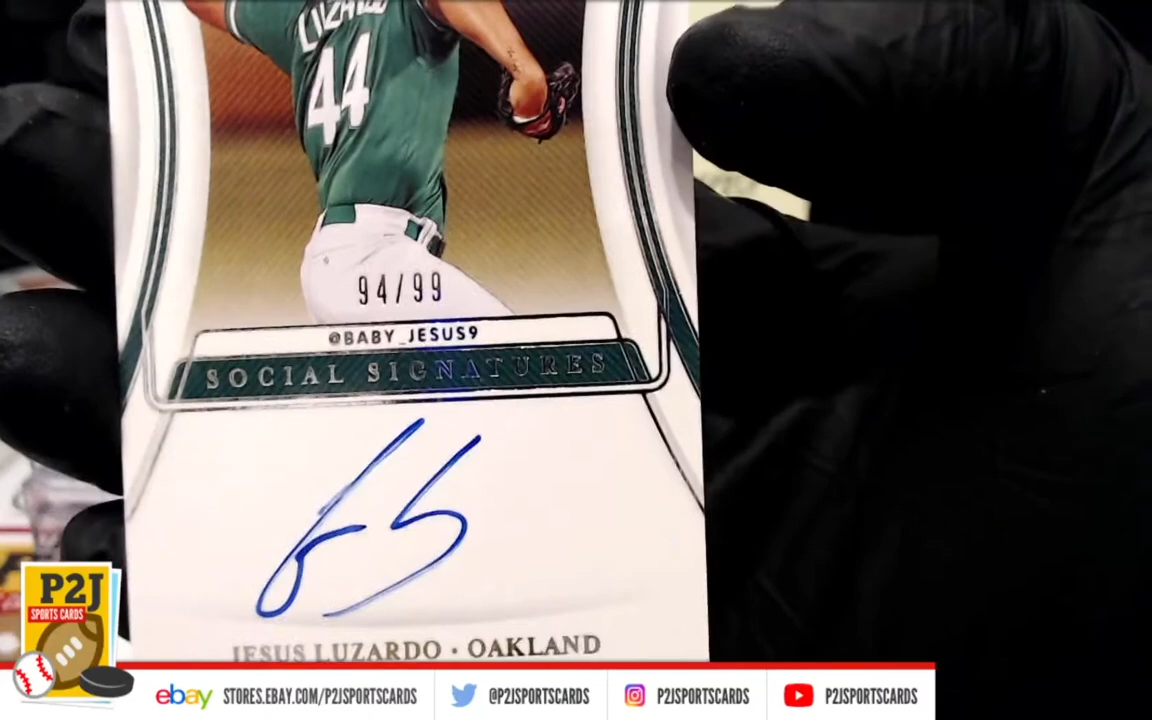 LUZARDO
44
94/99
@BABY_JESUS9
SOCIAL SIGNATURES
JESUS LUZARDO · OAKLAND
P2J
SPORTS CARDS
ebay STORES.EBAY.COM/P2JSPORTSCARDS @P2JSPORTSCARDS P2JSPORTSCARDS P2JSPORTSCARDS